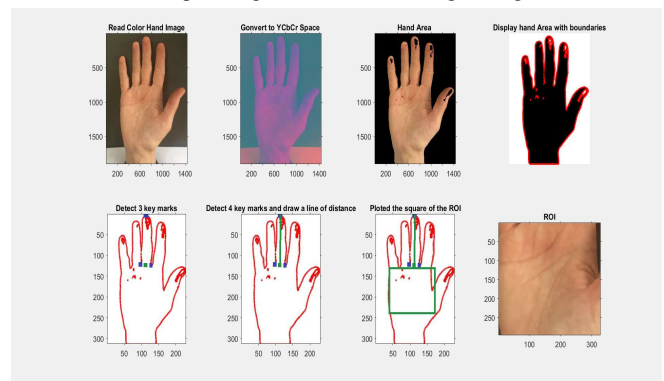 Read Color Hand Image
Gonvert to YCbCr Space
Hand Area
Display hand Area with boundaries
500
1000
1500
200 600 1000 1400
500
1000
1500
200 600 1000 1400
500
1000
1500
200 600 1000 1400
Detect 3 key marks
Detect 4 key marks and draw a line of distance
Ploted the square of the ROI
ROI
50
100
150
200
250
300
50 100 150 200
50
100
150
200
250
300
50 100 150 200
50
100
150
200
250
300
50 100 150 200
50
100
150
200
250
100 200 300